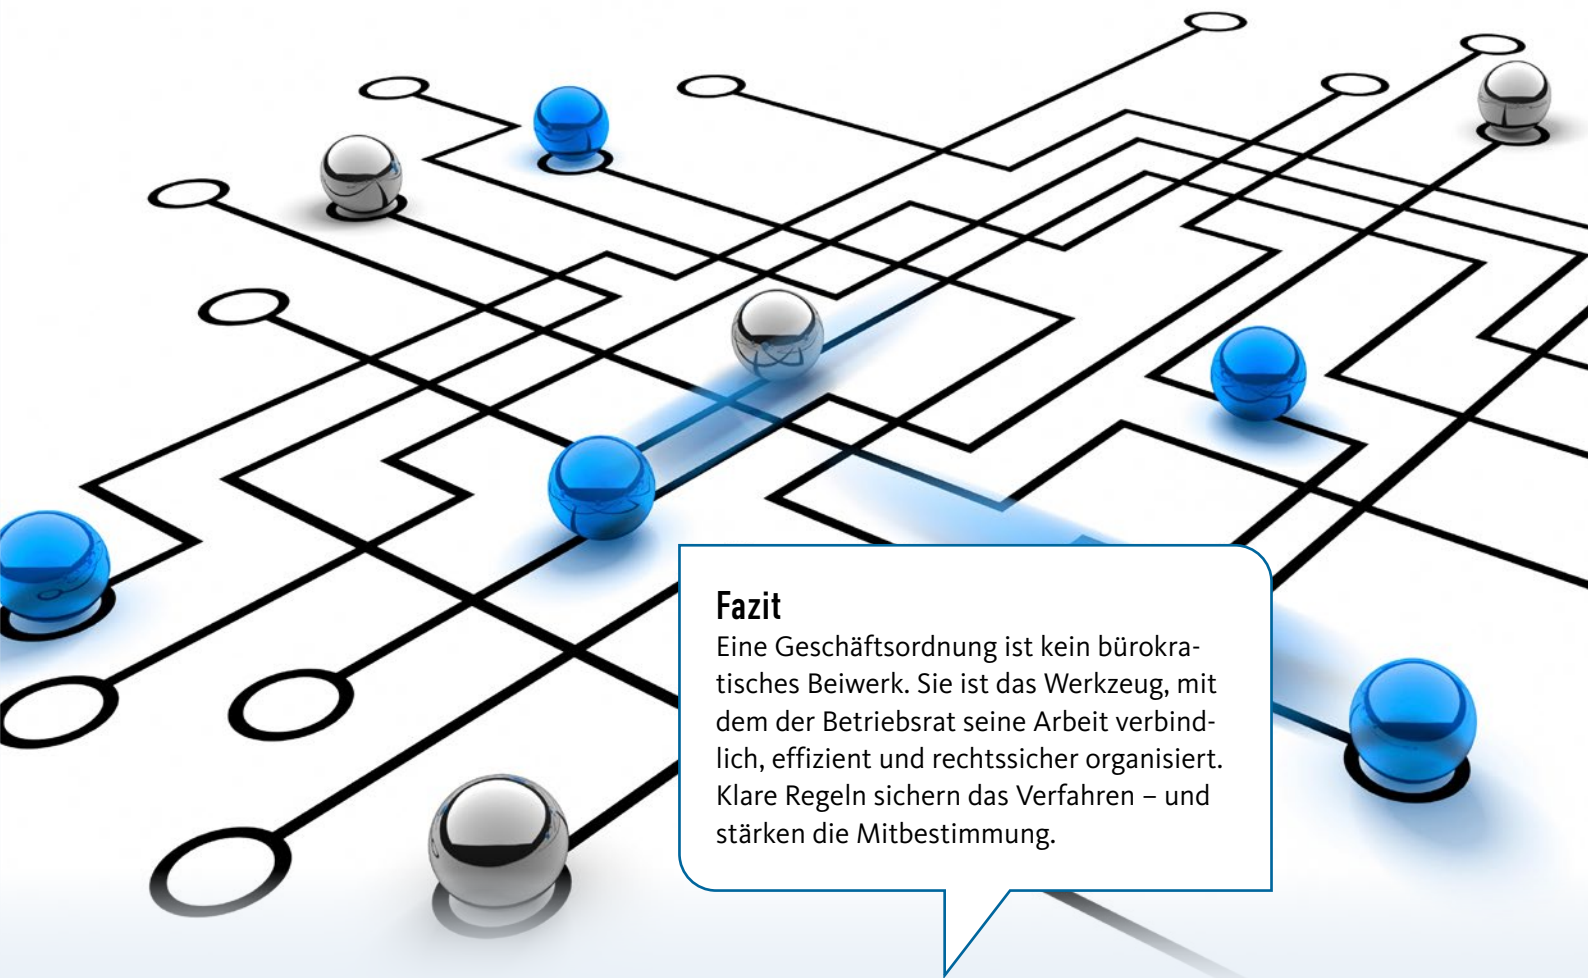 Fazit
Eine Geschäftsordnung ist kein bürokra-
tisches Beiwerk. Sie ist das Werkzeug, mit
dem der Betriebsrat seine Arbeit verbind-
lich, effizient und rechtssicher organisiert.
Klare Regeln sichern das Verfahren – und
stärken die Mitbestimmung.